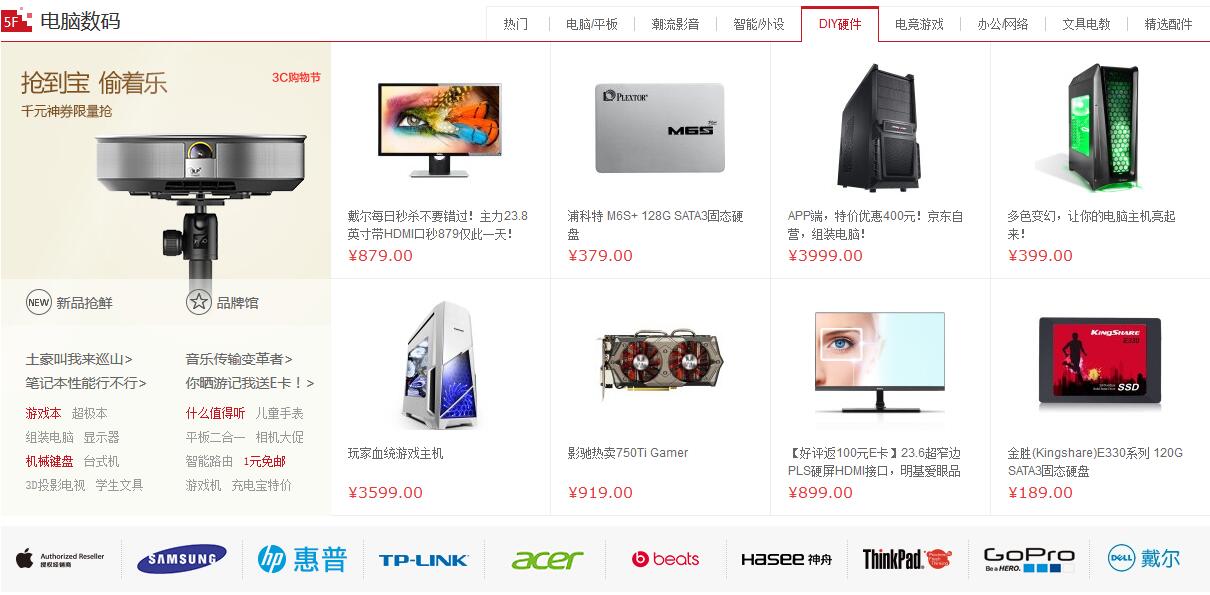 5F 电脑数码
热门 电脑/平板 潮流影音 智能/外设 DIY硬件 电竞游戏 办公/网络 文具电教 精选配件
抢到宝 偷着乐
3C购物节
千元神券限量抢
NEW 新品抢鲜 品牌馆
土豪叫我来巡山> 音乐传输变革者>
笔记本性能行不行> 你晒游记我送E卡！>
游戏本 超极本 什么值得听 儿童手表
组装电脑 显示器 平板二合一 相机大促
机械键盘 台式机 智能路由 1元免邮
3D投影电视 学生文具 游戏机 充电宝特价
戴尔每日秒杀不要错过！主力23.8
英寸带HDMI口秒879仅此一天！
¥879.00
PLEXTOR
M6S
浦科特 M6S+ 128G SATA3固态硬
盘
¥379.00
APP端，特价优惠400元！京东自
营，组装电脑！
¥3999.00
多色变幻，让你的电脑主机亮起
来！
¥399.00
玩家血统游戏主机
¥3599.00
影驰热卖750Ti Gamer
¥919.00
【好评返100元E卡】23.6超窄边
PLS硬屏HDMI接口，明基爱眼品
¥899.00
KINGSHARE
E330
SSD
金胜(Kingshare)E330系列 120G
SATA3固态硬盘
¥189.00
Authorized Reseller
授权经销商
SAMSUNG
hp 惠普
TP-LINK
acer
beats
HASEE 神舟
ThinkPad
GoPro
Be a HERO.
DELL 戴尔